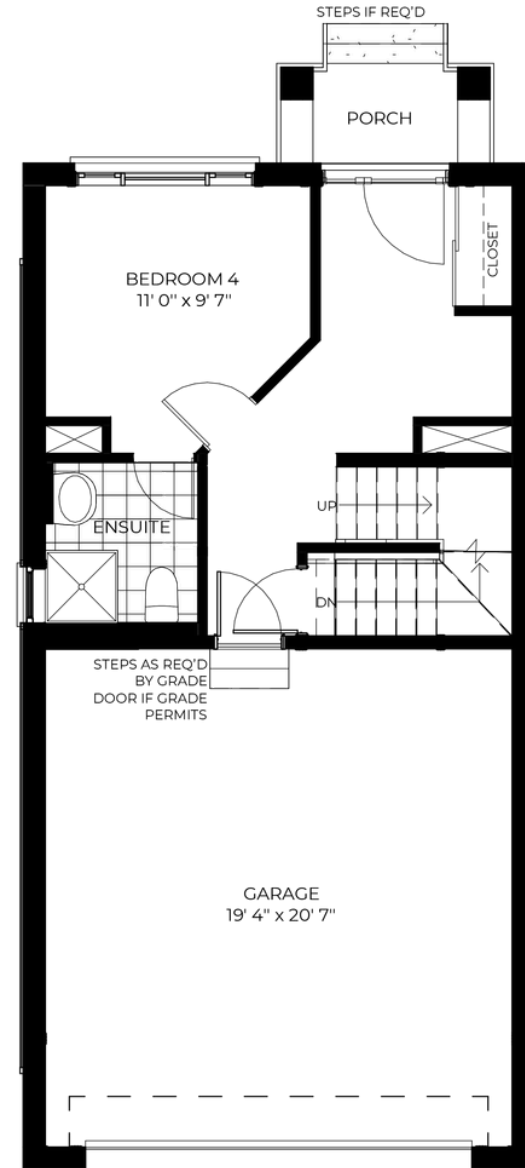 STEPS IF REQ'D
PORCH
CLOSET
BEDROOM 4
11' 0" x 9' 7"
UP
ENSUITE
DN
STEPS AS REQ'D
BY GRADE
DOOR IF GRADE
PERMITS
GARAGE
19' 4" x 20' 7"